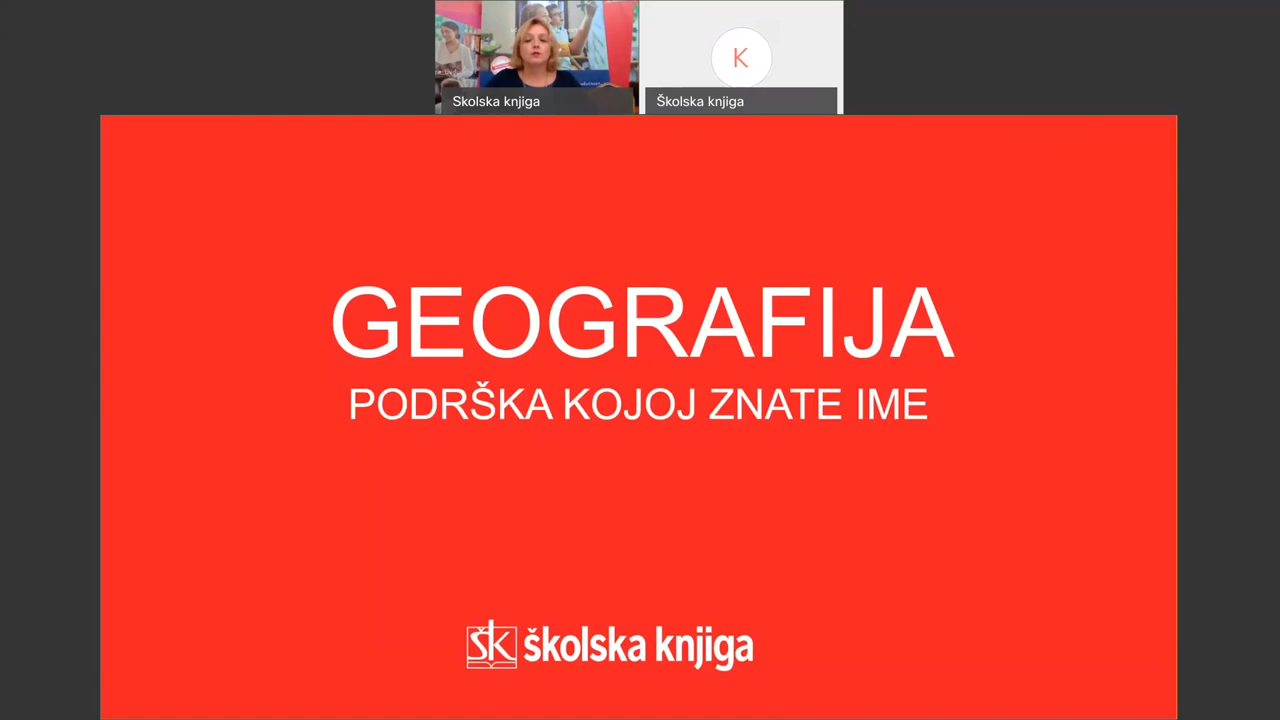 Skolska knjiga
K
Školska knjiga
GEOGRAFIJA
PODRŠKA KOJOJ ZNATE IME
ŠK školska knjiga